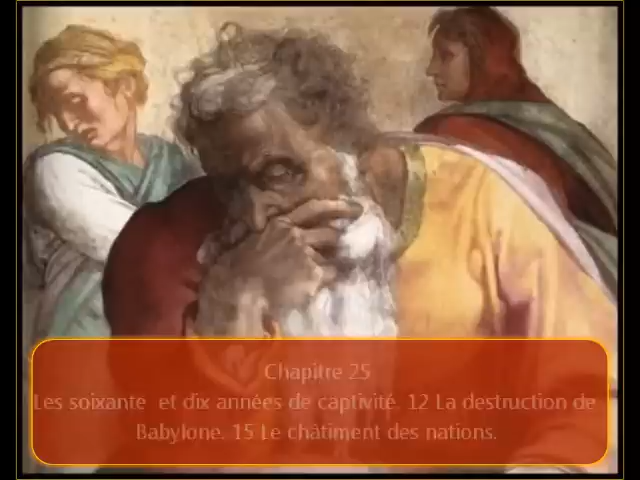 Chapitre 25
Les soixante et dix années de captivité. 12 La destruction de
Babylone. 15 Le châtiment des nations.